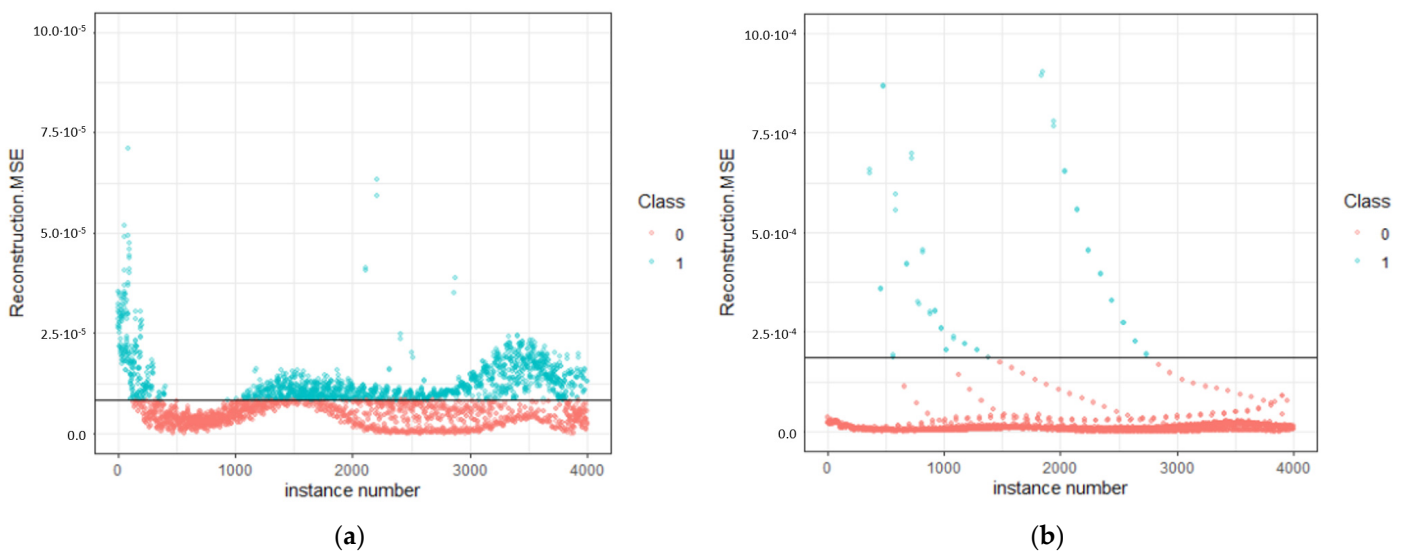 10.0·10-5
7.5·10-5
5.0·10-5
2.5·10-5
0.0
Reconstruction.MSE
0 1000 2000 3000 4000
instance number
Class
0
1
(a)
10.0·10-4
7.5·10-4
5.0·10-4
2.5·10-4
0.0
Reconstruction.MSE
0 1000 2000 3000 4000
instance number
Class
0
1
(b)